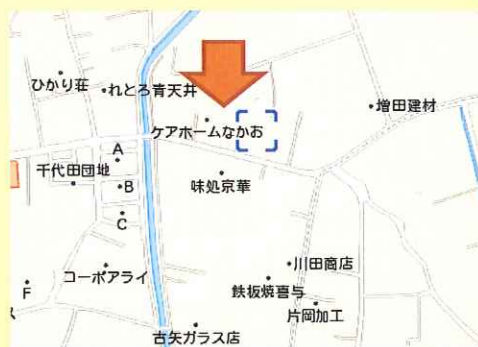 ひかり荘
れとろ青天井
増田建材
ケアホームなかお
A
千代田団地
味処京華
B
C
川田商店
コーポアライ
鉄板焼喜与
F
片岡加工
ス
古矢ガラス店